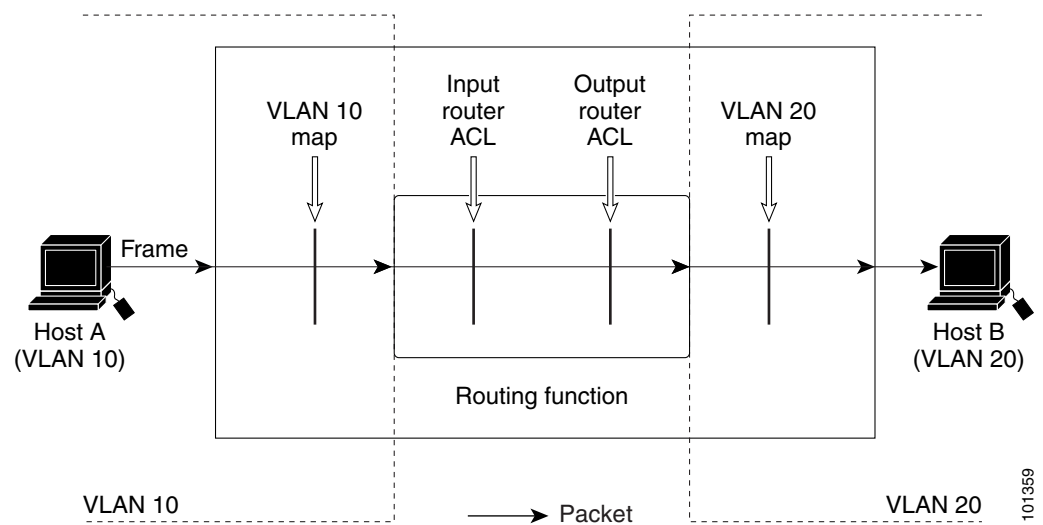 VLAN 10
map
Input
router
ACL
Output
router
ACL
VLAN 20
map
Frame
Host A
(VLAN 10)
Host B
(VLAN 20)
Routing function
VLAN 10
Packet
VLAN 20
101359